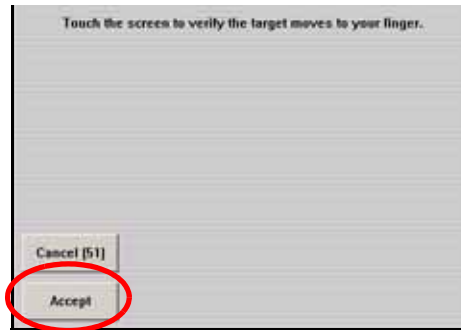 Touch the screen to verify the target moves to your finger.
Cancel (51)
Accept